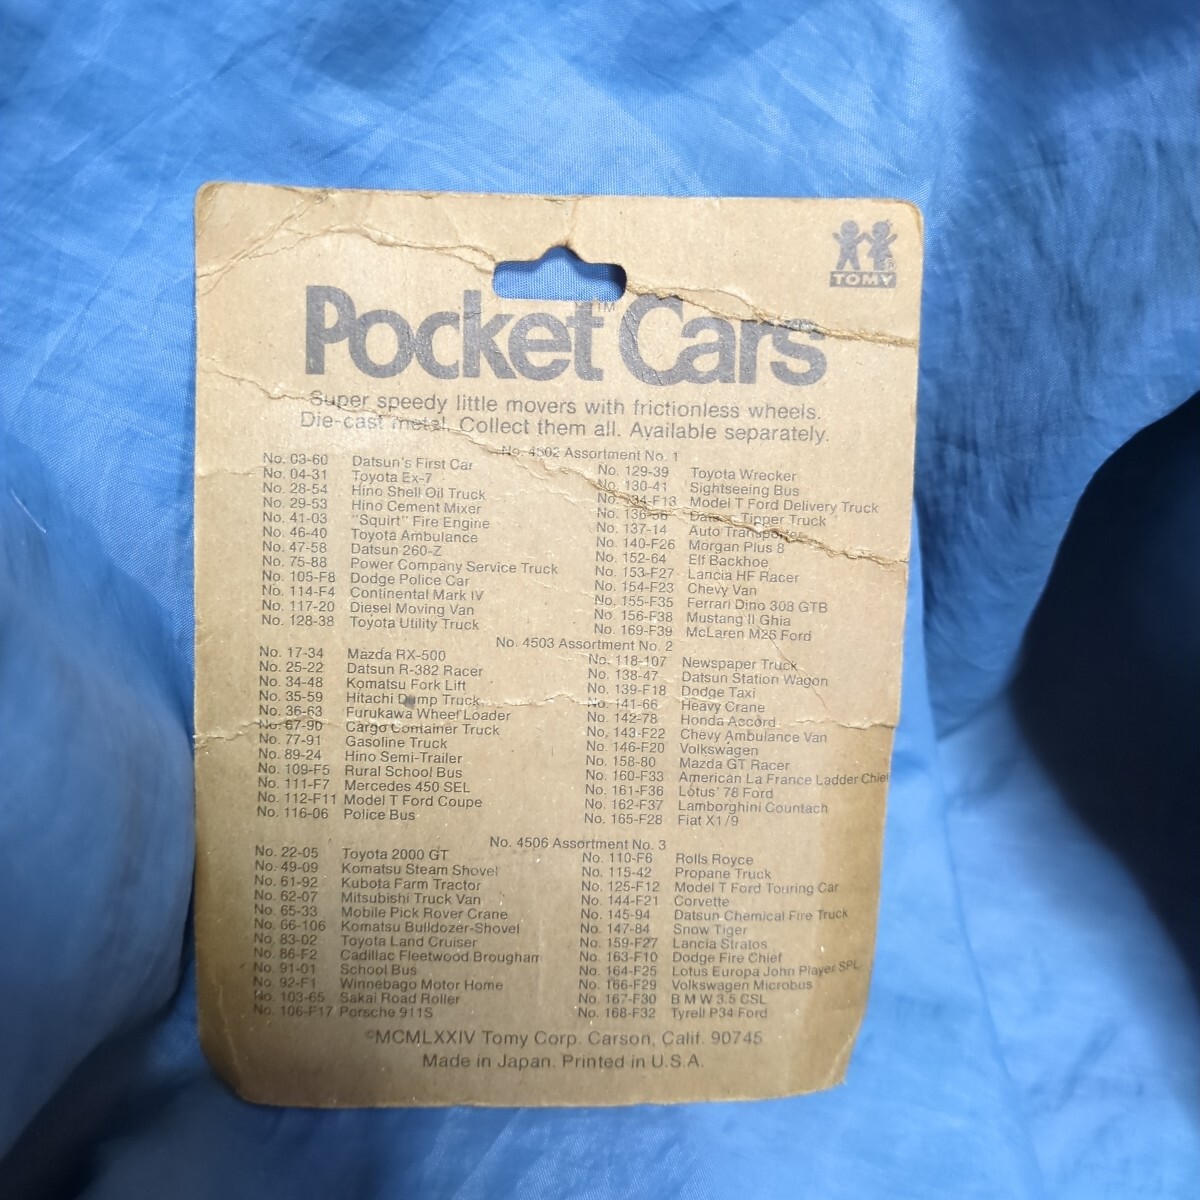 TOMY
Pocket Cars™
Super speedy little movers with frictionless wheels.
Die-cast metal. Collect them all. Available separately.
No. 4502 Assortment No. 1
No. 03-60 Datsun's First Car
No. 04-31 Toyota Ex-7
No. 28-54 Hino Shell Oil Truck
No. 29-53 Hino Cement Mixer
No. 41-03 "Squirt" Fire Engine
No. 46-40 Toyota Ambulance
No. 47-58 Datsun 260-Z
No. 75-88 Power Company Service Truck
No. 105-F8 Dodge Police Car
No. 114-F4 Continental Mark IV
No. 117-20 Diesel Moving Van
No. 128-38 Toyota Utility Truck
No. 129-39 Toyota Wrecker
No. 130-41 Sightseeing Bus
No. 134-F13 Model T Ford Delivery Truck
No. 136-56 Datsun Tipper Truck
No. 137-14 Auto Transporter
No. 140-F26 Morgan Plus 8
No. 152-64 Elf Backhoe
No. 153-F27 Lancia HF Racer
No. 154-F23 Chevy Van
No. 155-F35 Ferrari Dino 308 GTB
No. 156-F38 Mustang II Ghia
No. 169-F39 McLaren M26 Ford
No. 4503 Assortment No. 2
No. 17-34 Mazda RX-500
No. 25-22 Datsun R-382 Racer
No. 34-48 Komatsu Fork Lift
No. 35-59 Hitachi Dump Truck
No. 36-63 Furukawa Wheel Loader
No. 67-90 Cargo Container Truck
No. 77-91 Gasoline Truck
No. 89-24 Hino Semi-Trailer
No. 109-F5 Rural School Bus
No. 111-F7 Mercedes 450 SEL
No. 112-F11 Model T Ford Coupe
No. 116-06 Police Bus
No. 118-107 Newspaper Truck
No. 138-47 Datsun Station Wagon
No. 139-F18 Dodge Taxi
No. 141-66 Heavy Crane
No. 142-78 Honda Accord
No. 143-F22 Chevy Ambulance Van
No. 146-F20 Volkswagen
No. 158-80 Mazda GT Racer
No. 160-F33 American La France Ladder Chief
No. 161-F36 Lotus '78 Ford
No. 162-F37 Lamborghini Countach
No. 165-F28 Fiat X1/9
No. 4506 Assortment No. 3
No. 22-05 Toyota 2000 GT
No. 49-09 Komatsu Steam Shovel
No. 61-92 Kubota Farm Tractor
No. 62-07 Mitsubishi Truck Van
No. 65-33 Mobile Pick Rover Crane
No. 66-106 Komatsu Bulldozer-Shovel
No. 83-02 Toyota Land Cruiser
No. 86-F2 Cadillac Fleetwood Brougham
No. 91-01 School Bus
No. 92-F1 Winnebago Motor Home
No. 103-65 Sakai Road Roller
No. 106-F17 Porsche 911S
No. 110-F6 Rolls Royce
No. 115-42 Propane Truck
No. 125-F12 Model T Ford Touring Car
No. 144-F21 Corvette
No. 145-94 Datsun Chemical Fire Truck
No. 147-84 Snow Tiger
No. 159-F27 Lancia Stratos
No. 163-F10 Dodge Fire Chief
No. 164-F25 Lotus Europa John Player SPL
No. 166-F29 Volkswagen Microbus
No. 167-F30 B M W 3.5 CSL
No. 168-F32 Tyrell P34 Ford
©MCMLXXIV Tomy Corp. Carson, Calif. 90745
Made in Japan. Printed in U.S.A.